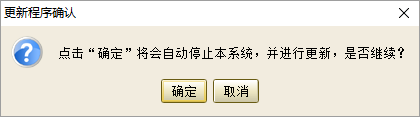 更新程序确认
点击“确定”将会自动停止本系统，并进行更新，是否继续？
确定
取消